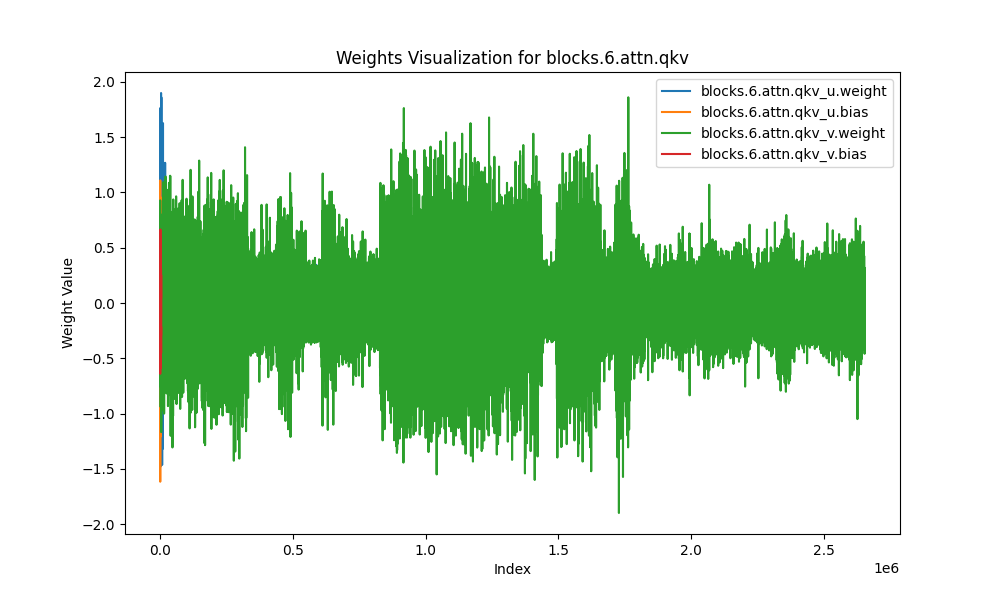 Weights Visualization for blocks.6.attn.qkv
blocks.6.attn.qkv_u.weight
blocks.6.attn.qkv_u.bias
blocks.6.attn.qkv_v.weight
blocks.6.attn.qkv_v.bias
Weight Value
2.0
1.5
1.0
0.5
0.0
−0.5
−1.0
−1.5
−2.0
0.0 0.5 1.0 1.5 2.0 2.5
1e6
Index